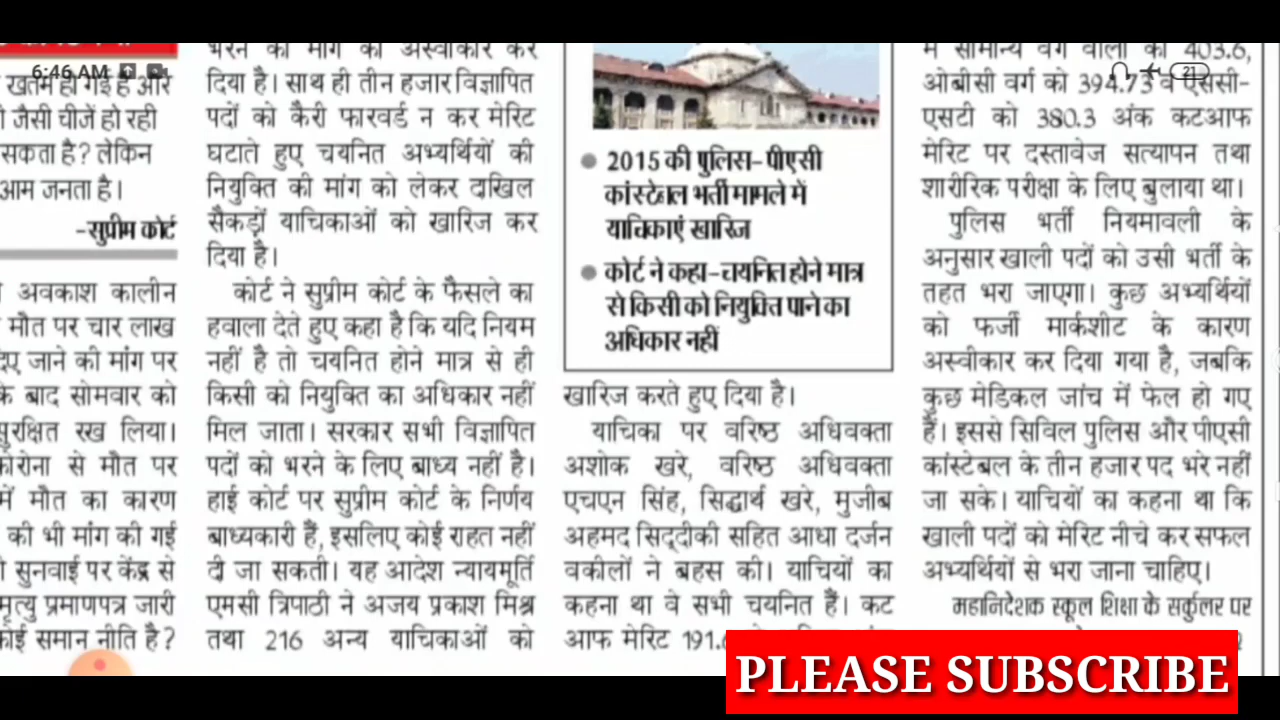 6:46 AM
21
खतम हो गई है और
जैसी चीजें हो रही
सकता है? लेकिन
आम जनता है।
-सुप्रीम कोर्ट
अवकाश कालीन
मौत पर चार लाख
दिए जाने की मांग पर
के बाद सोमवार को
सुरक्षित रख लिया।
कोरोना से मौत पर
में मौत का कारण
की भी मांग की गई
सुनवाई पर केंद्र से
मृत्यु प्रमाणपत्र जारी
कोई समान नीति है?
भरने की मांग को अस्वीकार कर
दिया है। साथ ही तीन हजार विज्ञापित
पदों को कैरी फारवर्ड न कर मेरिट
घटाते हुए चयनित अभ्यर्थियों की
नियुक्ति की मांग को लेकर दाखिल
सैकड़ों याचिकाओं को खारिज कर
दिया है।
कोर्ट ने सुप्रीम कोर्ट के फैसले का
हवाला देते हुए कहा है कि यदि नियम
नहीं है तो चयनित होने मात्र से ही
किसी को नियुक्ति का अधिकार नहीं
मिल जाता। सरकार सभी विज्ञापित
पदों को भरने के लिए बाध्य नहीं है।
हाई कोर्ट पर सुप्रीम कोर्ट के निर्णय
बाध्यकारी हैं, इसलिए कोई राहत नहीं
दी जा सकती। यह आदेश न्यायमूर्ति
एमसी त्रिपाठी ने अजय प्रकाश मिश्र
तथा 216 अन्य याचिकाओं को
2015 की पुलिस-पीएसी
कांस्टेबल भर्ती मामले में
याचिकाएं खारिज
कोर्ट ने कहा-चयनित होने मात्र
से किसी को नियुक्ति पाने का
अधिकार नहीं
खारिज करते हुए दिया है।
याचिका पर वरिष्ठ अधिवक्ता
अशोक खरे, वरिष्ठ अधिवक्ता
एचएन सिंह, सिद्धार्थ खरे, मुजीब
अहमद सिद्दीकी सहित आधा दर्जन
वकीलों ने बहस की। याचियों का
कहना था वे सभी चयनित हैं। कट
आफ मेरिट
में सामान्य वर्ग वालों को 403.6,
ओबीसी वर्ग को 394.73 व एससी-
एसटी को 380.3 अंक कटआफ
मेरिट पर दस्तावेज सत्यापन तथा
शारीरिक परीक्षा के लिए बुलाया था।
पुलिस भर्ती नियमावली के
अनुसार खाली पदों को उसी भर्ती के
तहत भरा जाएगा। कुछ अभ्यर्थियों
को फर्जी मार्कशीट के कारण
अस्वीकार कर दिया गया है, जबकि
कुछ मेडिकल जांच में फेल हो गए
हैं। इससे सिविल पुलिस और पीएसी
कांस्टेबल के तीन हजार पद भरे नहीं
जा सके। याचियों का कहना था कि
खाली पदों को मेरिट नीचे कर सफल
अभ्यर्थियों से भरा जाना चाहिए।
महानिदेशक स्कूल शिक्षा के सर्कुलर पर
PLEASE SUBSCRIBE